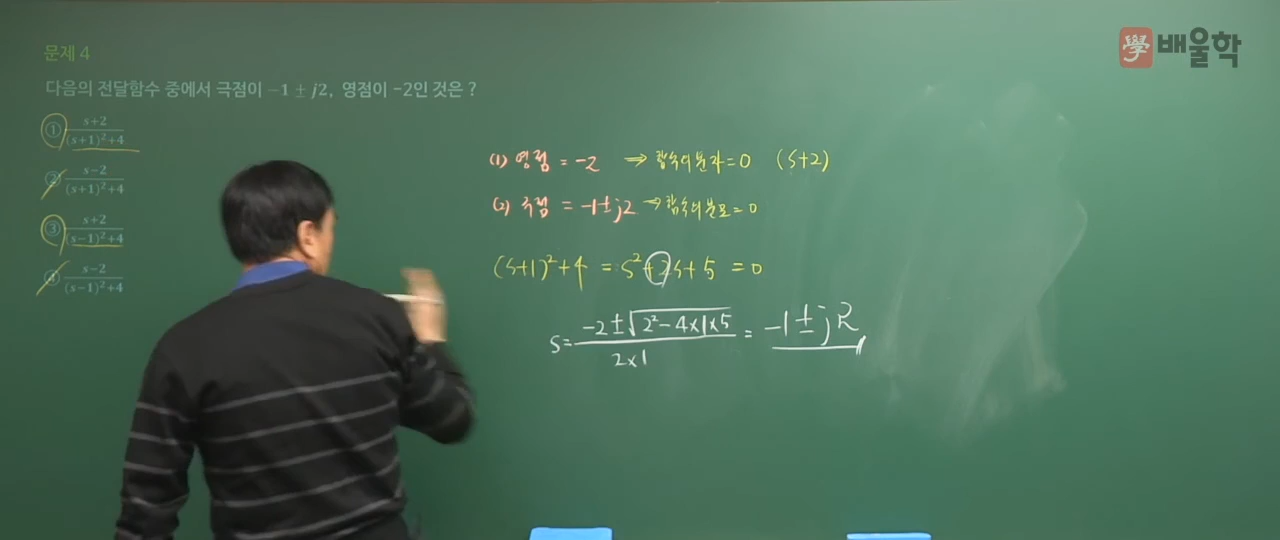 學 배울학
문제 4
다음의 전달함수 중에서 극점이 −1 ± j2, 영점이 −2인 것은 ?
① s+2 / (s+1)²+4
② s−2 / (s+1)²+4
③ s+2 / (s−1)²+4
④ s−2 / (s−1)²+4
(1) 영점 = −2 ⇒ 함수의 분자 = 0 (s+2)
(2) 극점 = −1±j2 → 함수의 분모 = 0
(s+1)²+4 = s²+2s+5 = 0
s = −2±√2²−4×1×5 / 2×1 = −1±j2